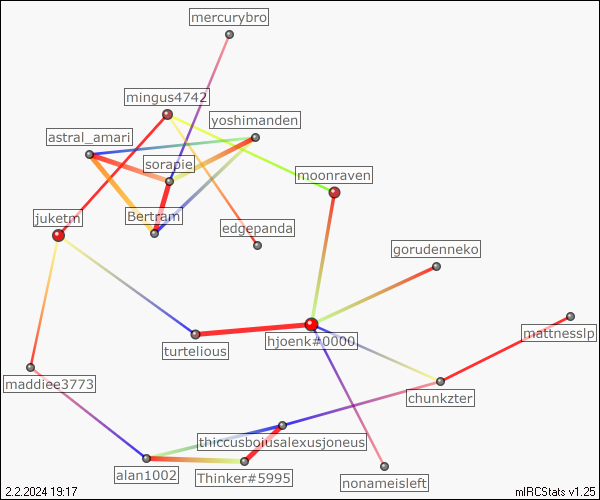 mercurybro
mingus4742
yoshimanden
astral_amari
sorapie
moonraven
juketm
Bertram
edgepanda
gorudenneko
mattnesslp
hjoenk#0000
turtelious
maddiee3773
chunkzter
thiccusboiusalexusjoneus
alan1002
Thinker#5995
nonameisleft
2.2.2024 19:17
mIRCStats v1.25